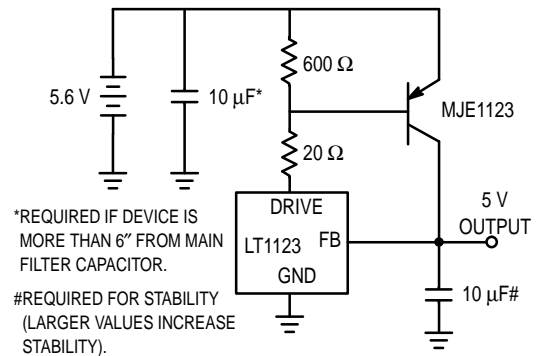 600 Ω
5.6 V
10 µF*
MJE1123
20 Ω
*REQUIRED IF DEVICE IS
MORE THAN 6″ FROM MAIN
FILTER CAPACITOR.
DRIVE
LT1123
FB
GND
5 V
OUTPUT
#REQUIRED FOR STABILITY
(LARGER VALUES INCREASE
STABILITY).
10 µF#